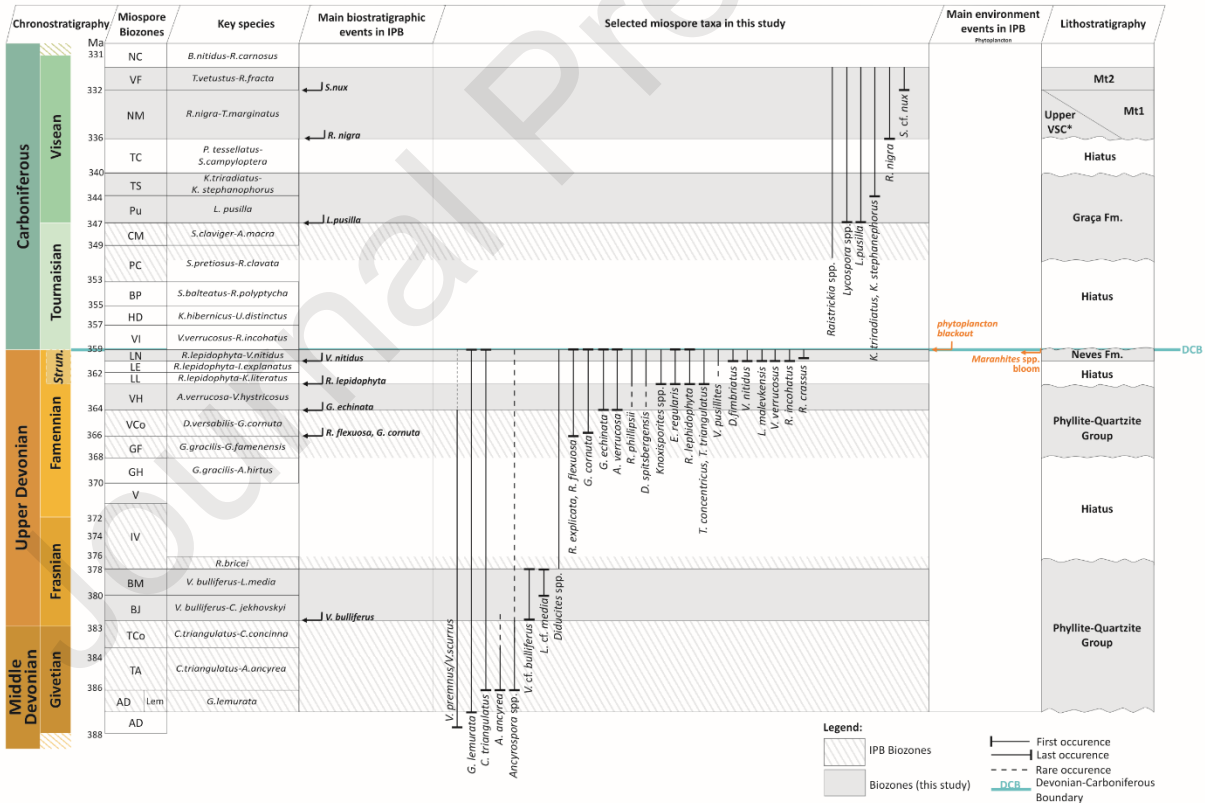 Journal Pre
Chronostratigraphy
Miospore
Biozones
Key species
Main biostratigraphic
events in IPB
Selected miospore taxa in this study
Main environment
events in IPB
Phytoplancton
Lithostratigraphy
Ma
331
332
336
340
344
347
349
353
355
357
359
362
364
366
368
370
372
374
376
378
380
383
384
386
388
Carboniferous
Upper Devonian
Middle
Devonian
Visean
Tournaisian
Strun.
Famennian
Frasnian
Givetian
NC
B.nitidus-R.carnosus
VF
T.vetustus-R.fracta
NM
R.nigra-T.marginatus
TC
P. tessellatus-
S.campyloptera
TS
K.triradiatus-
K. stephanophorus
Pu
L. pusilla
CM
S.claviger-A.macra
PC
S.pretiosus-R.clavata
BP
S.balteatus-R.polyptycha
HD
K.hibernicus-U.distinctus
VI
V.verrucosus-R.incohatus
LN
R.lepidophyta-V.nitidus
LE
R.lepidophyta-I.explanatus
LL
R.lepidophyta-K.literatus
VH
A.verrucosa-V.hystricosus
VCo
D.versabilis-G.cornuta
GF
G.gracilis-G.famenensis
GH
G.gracilis-A.hirtus
V
IV
R.bricei
BM
V. bulliferus-L.media
BJ
V. bulliferus-C. jekhovskyi
TCo
C.triangulatus-C.concinna
TA
C.triangulatus-A.ancyrea
AD
Lem
G.lemurata
AD
S.nux
R. nigra
L.pusilla
V. nitidus
R. lepidophyta
G. echinata
R. flexuosa, G. cornuta
V. bulliferus
V. premnus/V.scurrus
G. lemurata
C. triangulatus
A. ancyrea
Ancyrospora spp.
V. cf. bulliferus
L. cf. media
Diducites spp.
R. explicata, R. flexuosa
G. cornuta
G. echinata
A. verrucosa
R. phillipsii
D. spitsbergensis
Knoxisporites spp.
E. regularis
R. lephidophyta
T. concentricus, T. triangulatus
V. pusillites
D.fimbriatus
V. nitidus
L. malevkensis
V. verrucosus
R. incohatus
R. crassus
Raistrickia spp.
Lycospora spp.
L.pusilla
K. triradiatus, K. stephanephorus
R. nigra
S. cf. nux
phytoplancton
blackout
Maranhites spp.
bloom
Mt2
Mt1
Upper
VSC*
Hiatus
Graça Fm.
Hiatus
Neves Fm.
DCB
Hiatus
Phyllite-Quartzite
Group
Hiatus
Phyllite-Quartzite
Group
Legend:
IPB Biozones
Biozones (this study)
First occurence
Last occurence
Rare occurence
DCB
Devonian-Carboniferous
Boundary